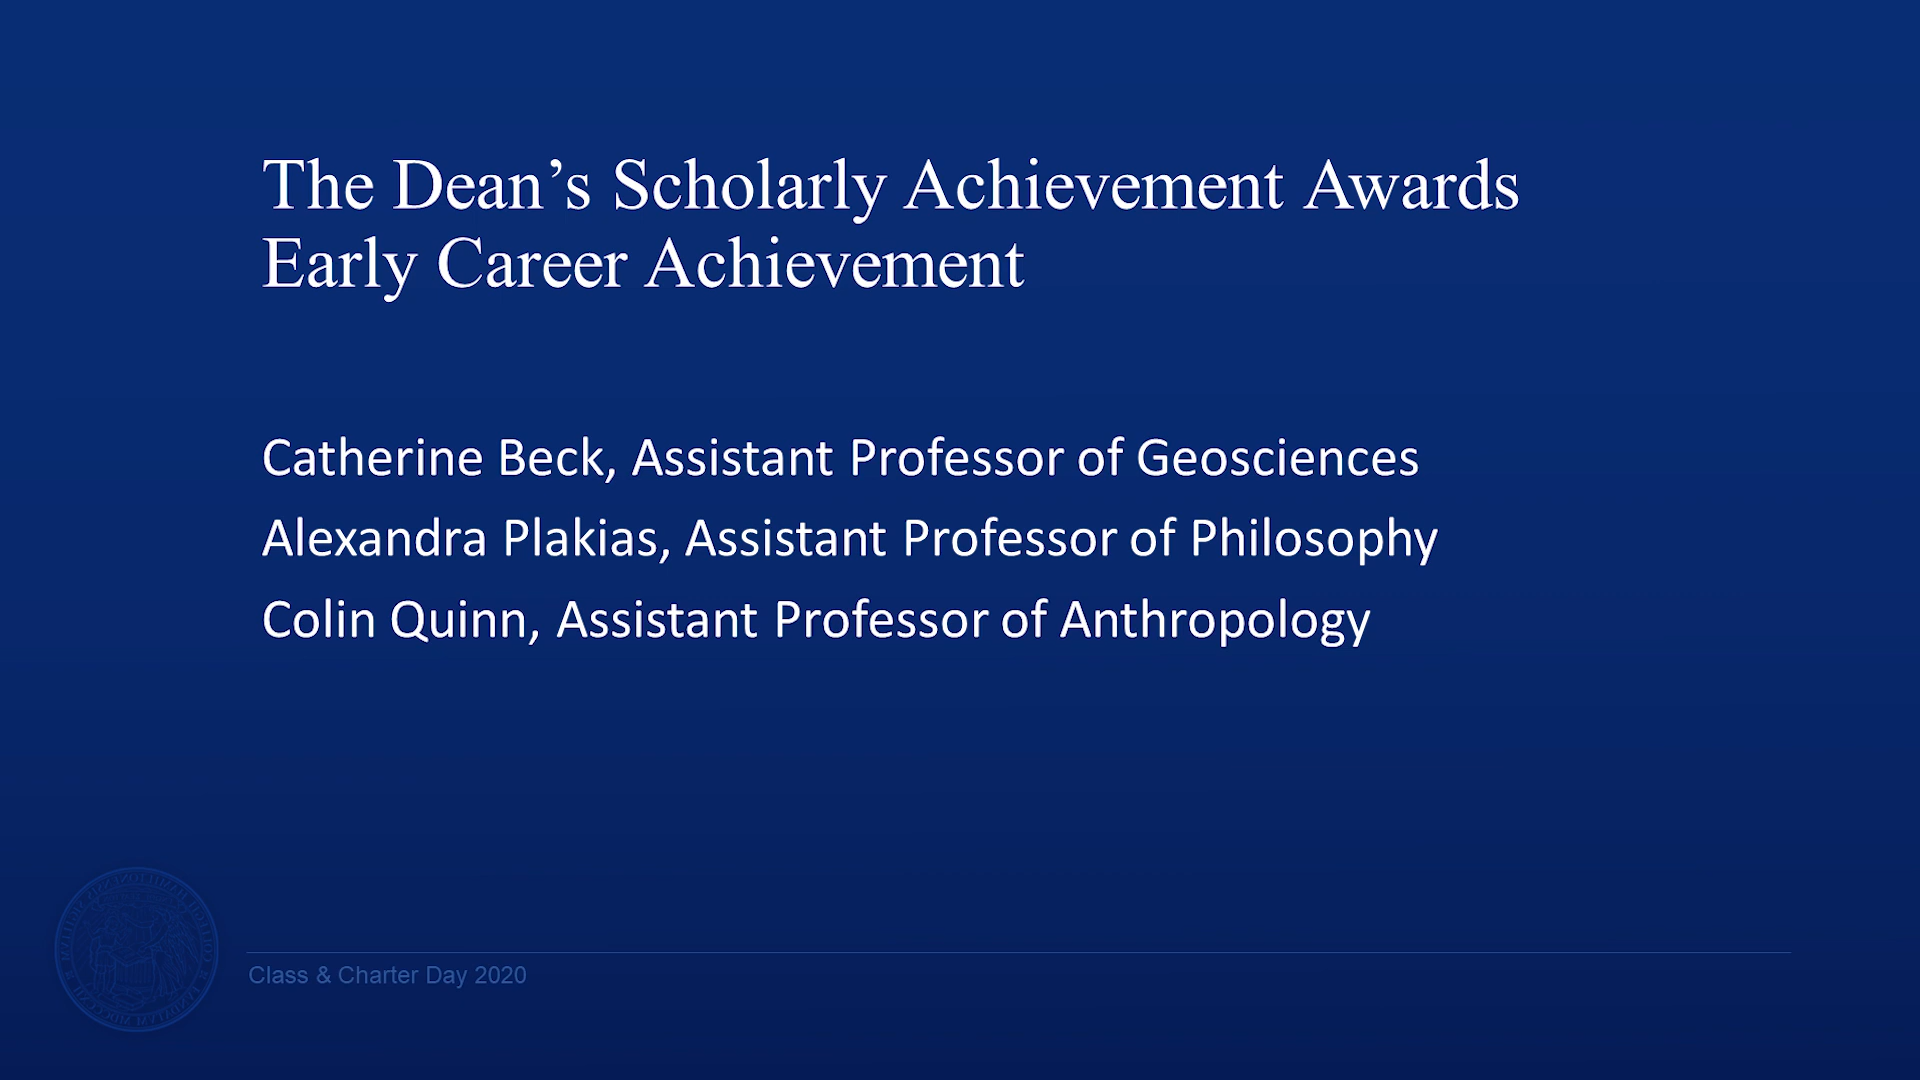 The Dean’s Scholarly Achievement Awards
Early Career Achievement
Catherine Beck, Assistant Professor of Geosciences
Alexandra Plakias, Assistant Professor of Philosophy
Colin Quinn, Assistant Professor of Anthropology
Class & Charter Day 2020